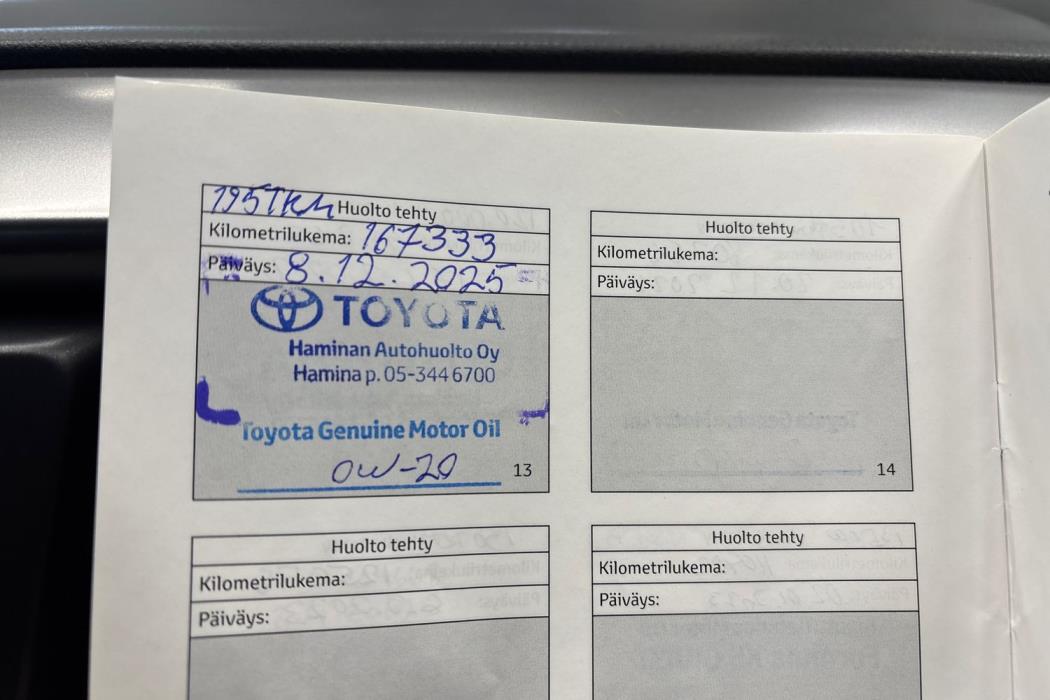 195TKM Huolto tehty
Kilometrilukema: 167333
Päiväys: 8.12.2025
TOYOTA
Haminan Autohuolto Oy
Hamina p. 05-344 6700
Toyota Genuine Motor Oil
0W-20
13
Huolto tehty
Kilometrilukema:
Päiväys:
14
Huolto tehty
Kilometrilukema:
Päiväys:
Huolto tehty
Kilometrilukema:
Päiväys: